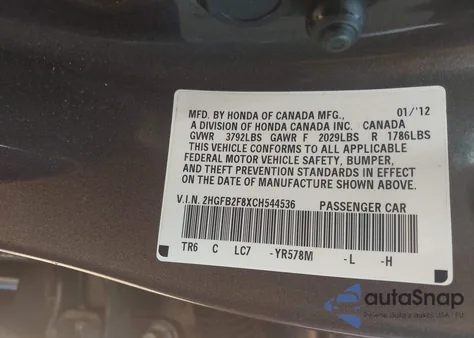 MFD. BY HONDA OF CANADA MFG., 01/'12
A DIVISION OF HONDA CANADA INC. CANADA
GVWR 3792LBS GAWR F 2029LBS R 1786LBS
THIS VEHICLE CONFORMS TO ALL APPLICABLE
FEDERAL MOTOR VEHICLE SAFETY, BUMPER,
AND THEFT PREVENTION STANDARDS IN EFFECT
ON THE DATE OF MANUFACTURE SHOWN ABOVE.
V.I.N. 2HGFB2F8XCH544536 PASSENGER CAR
TR6 C LC7 -YR578M -L -H
autoSnap